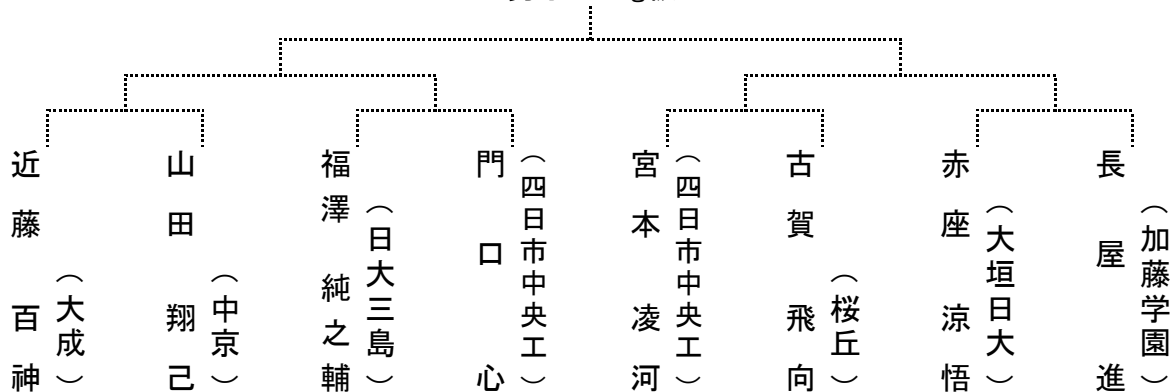 近藤百神（大成）
山田翔己（中京）
福澤純之輔（日大三島）
門口心（四日市中央工）
宮本凌河（四日市中央工）
古賀飛向（桜丘）
赤座涼悟（大垣日大）
長屋進（加藤学園）